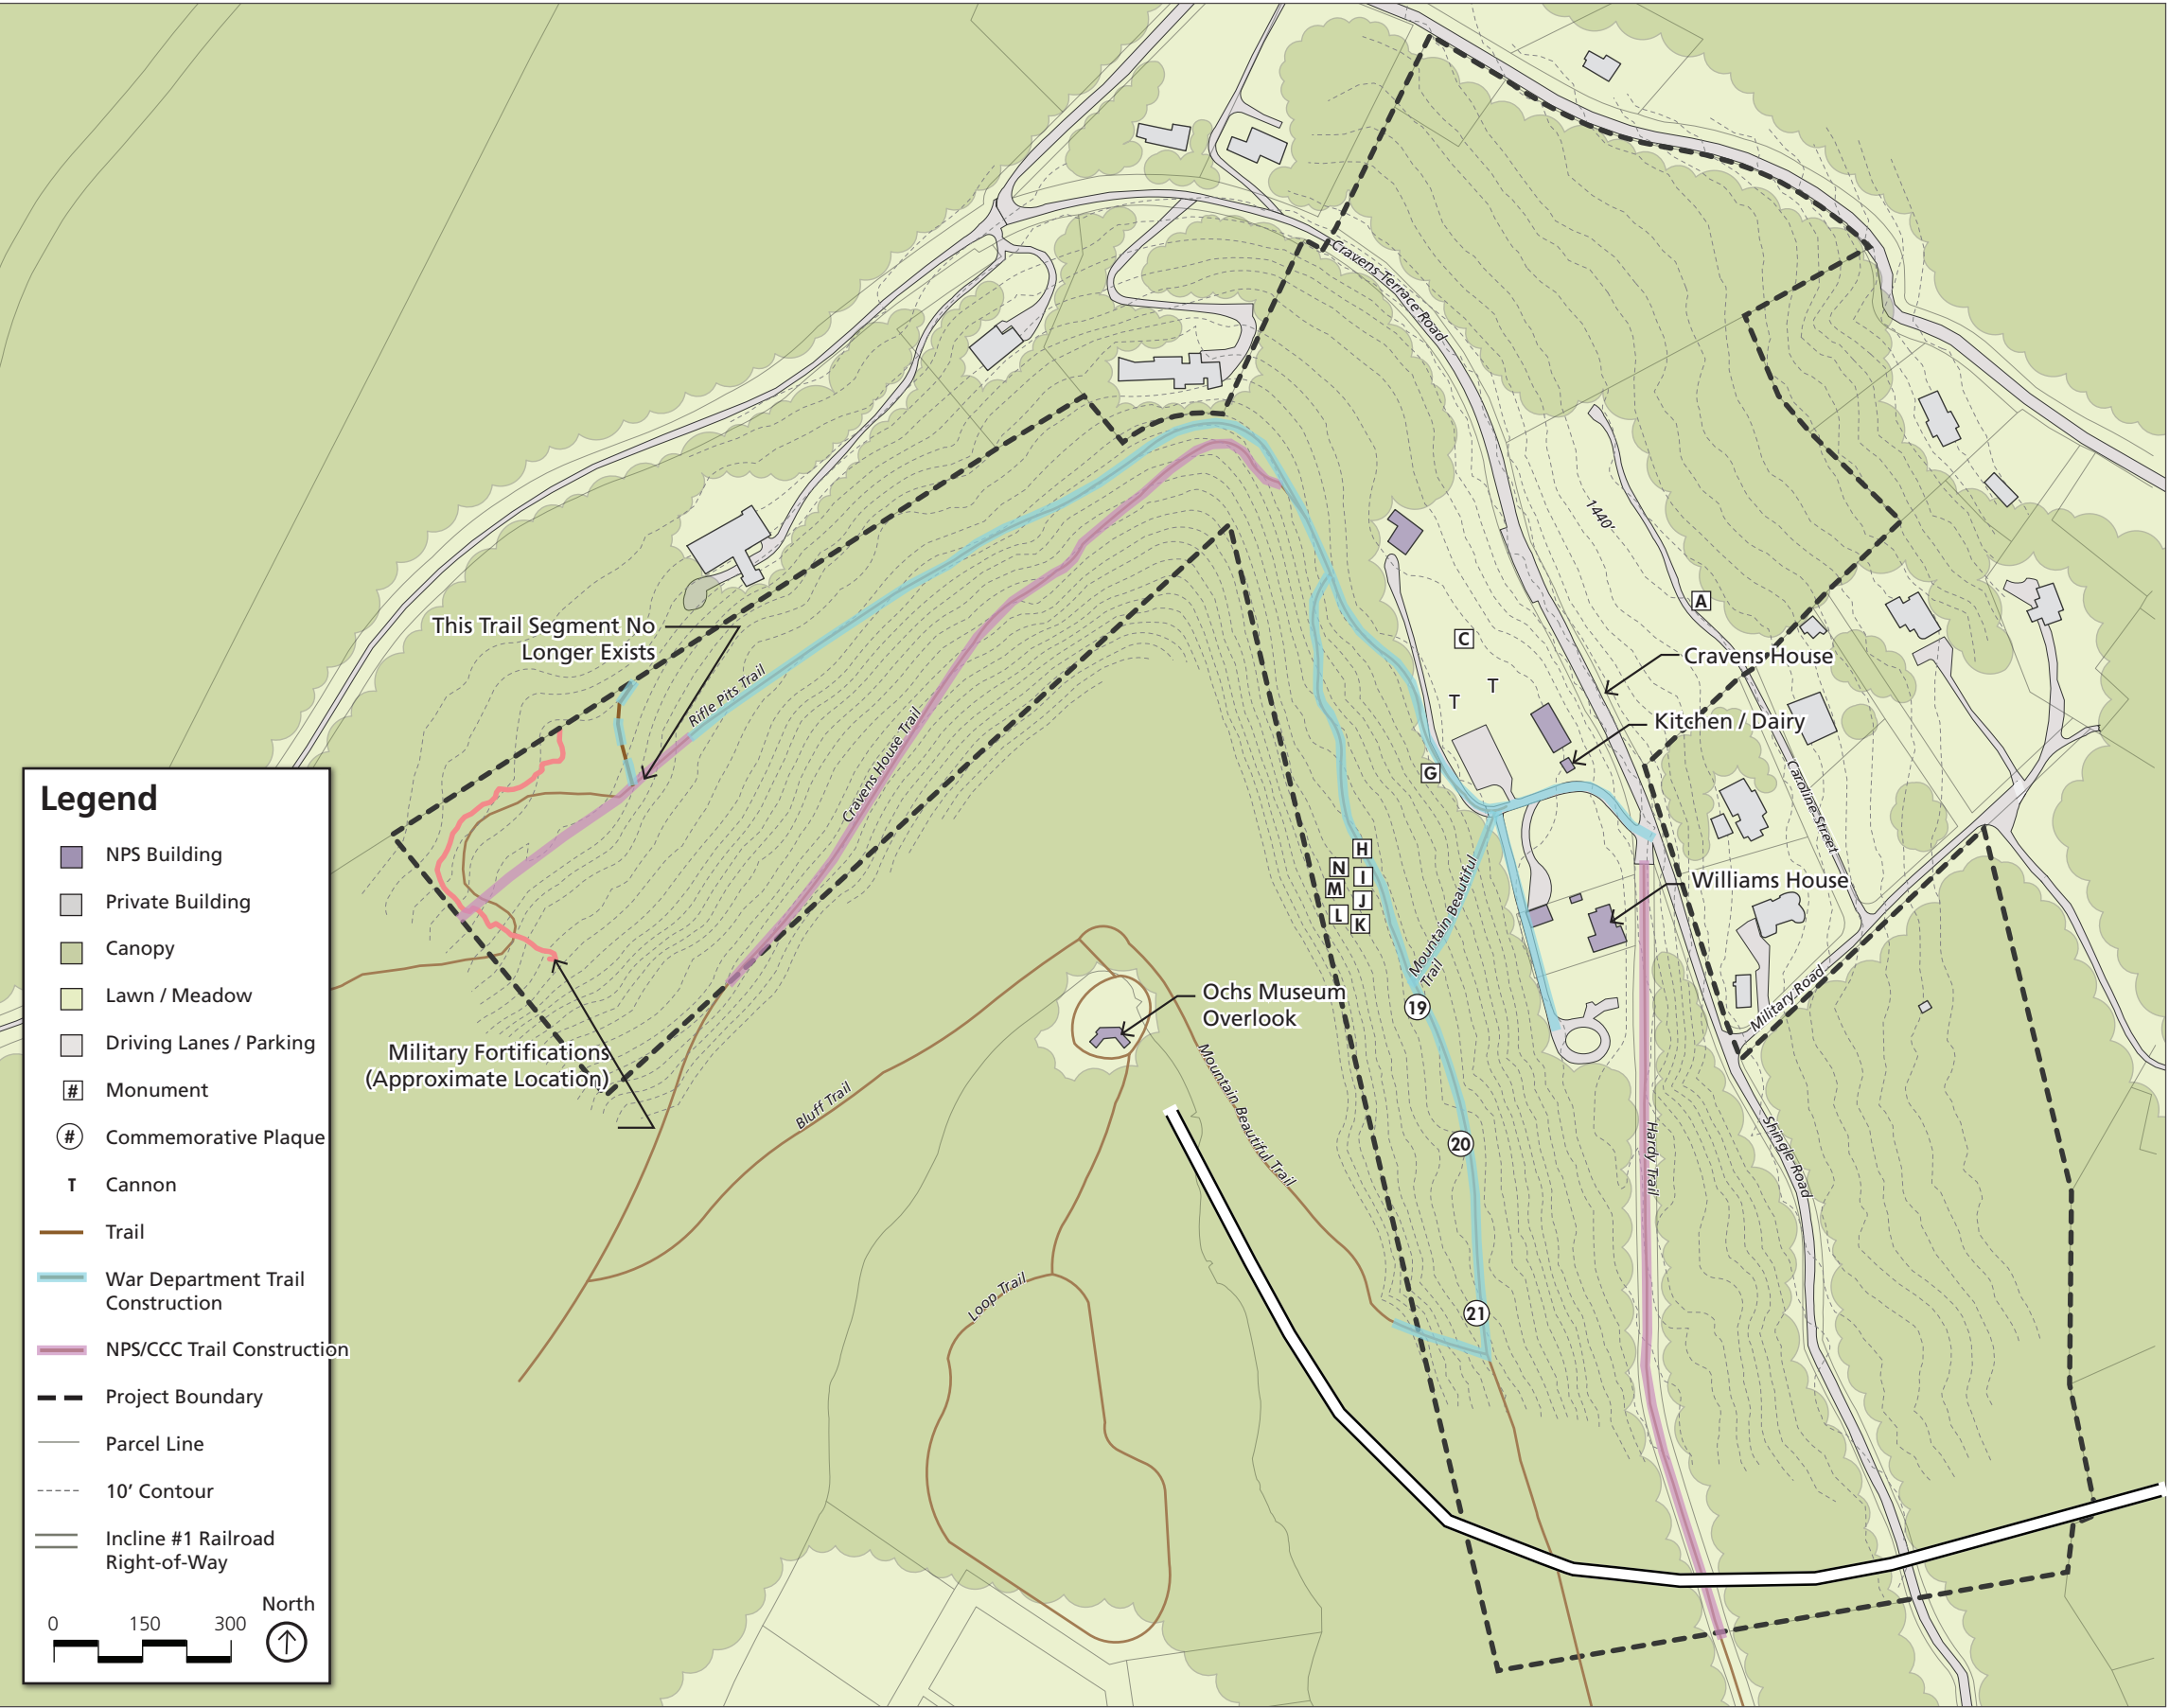 Cravens Terrace Road
1440'
A
This Trail Segment No
Longer Exists
C
Cravens House
T
T
Rifle Pits Trail
Kitchen / Dairy
Cravens House Trail
G
Caroline Street
H
N
I
M
J
L
K
Mountain Beautiful
Trail
Williams House
Ochs Museum
Overlook
19
Military Road
Military Fortifications
(Approximate Location)
Bluff Trail
Mountain Beautiful Trail
20
Hardy Trail
Shingle Road
Loop Trail
21
Legend
NPS Building
Private Building
Canopy
Lawn / Meadow
Driving Lanes / Parking
# Monument
# Commemorative Plaque
T Cannon
Trail
War Department Trail
Construction
NPS/CCC Trail Construction
Project Boundary
Parcel Line
10' Contour
Incline #1 Railroad
Right-of-Way
North
0 150 300